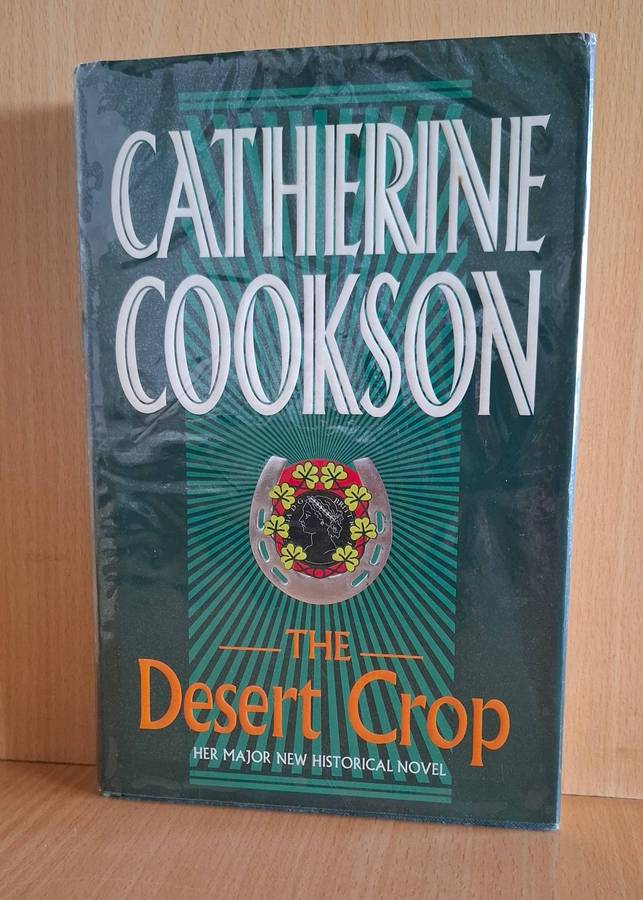 CATHERINE
COOKSON
THE
Desert Crop
HER MAJOR NEW HISTORICAL NOVEL